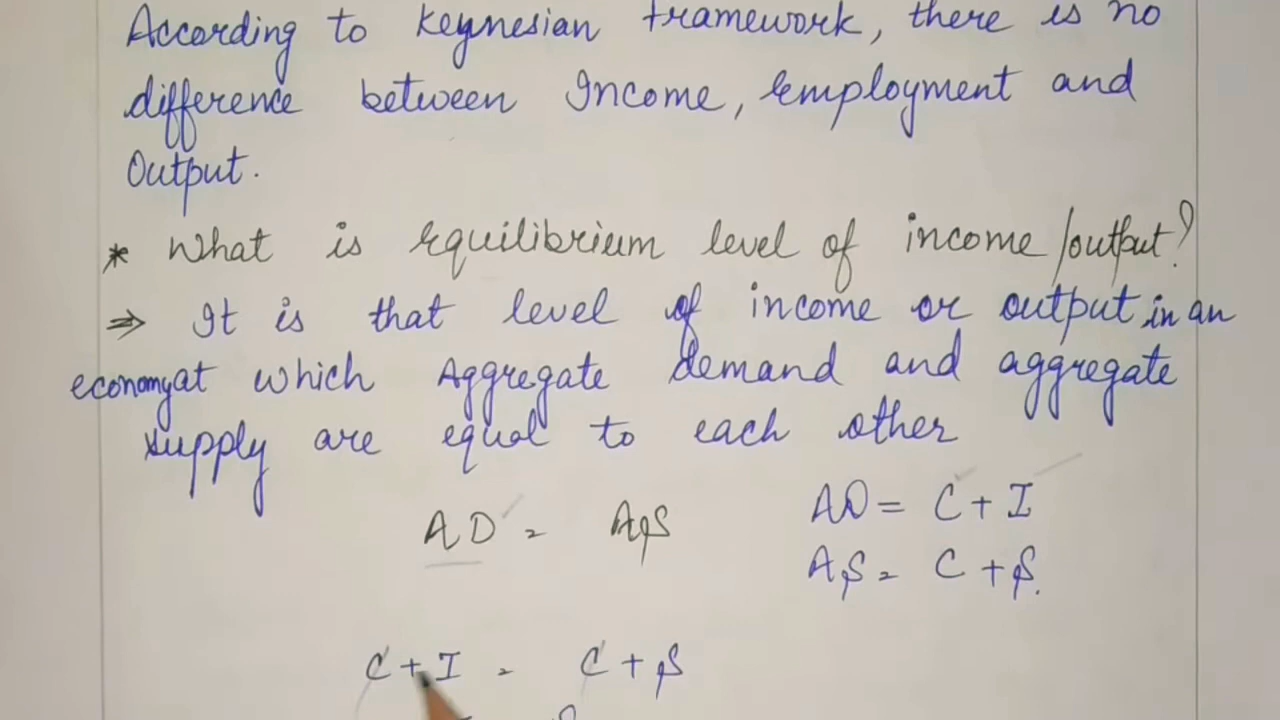 According to Keynesian framework, there is no
difference between Income, Employment and
Output.
* What is equilibrium level of income/output?
⇒ It is that level of income or output in an
economy at which Aggregate demand and aggregate
supply are equal to each other
AD = AS
AD = C + I
AS = C + S.
C + I = C + S